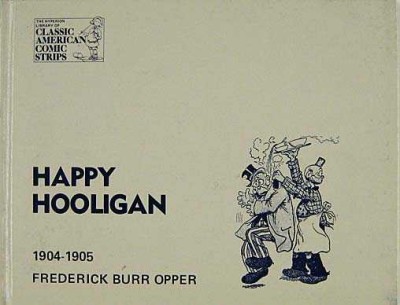 THE HYPERION
LIBRARY OF
CLASSIC
AMERICAN
COMIC
STRIPS
HAPPY
HOOLIGAN
1904-1905
FREDERICK BURR OPPER